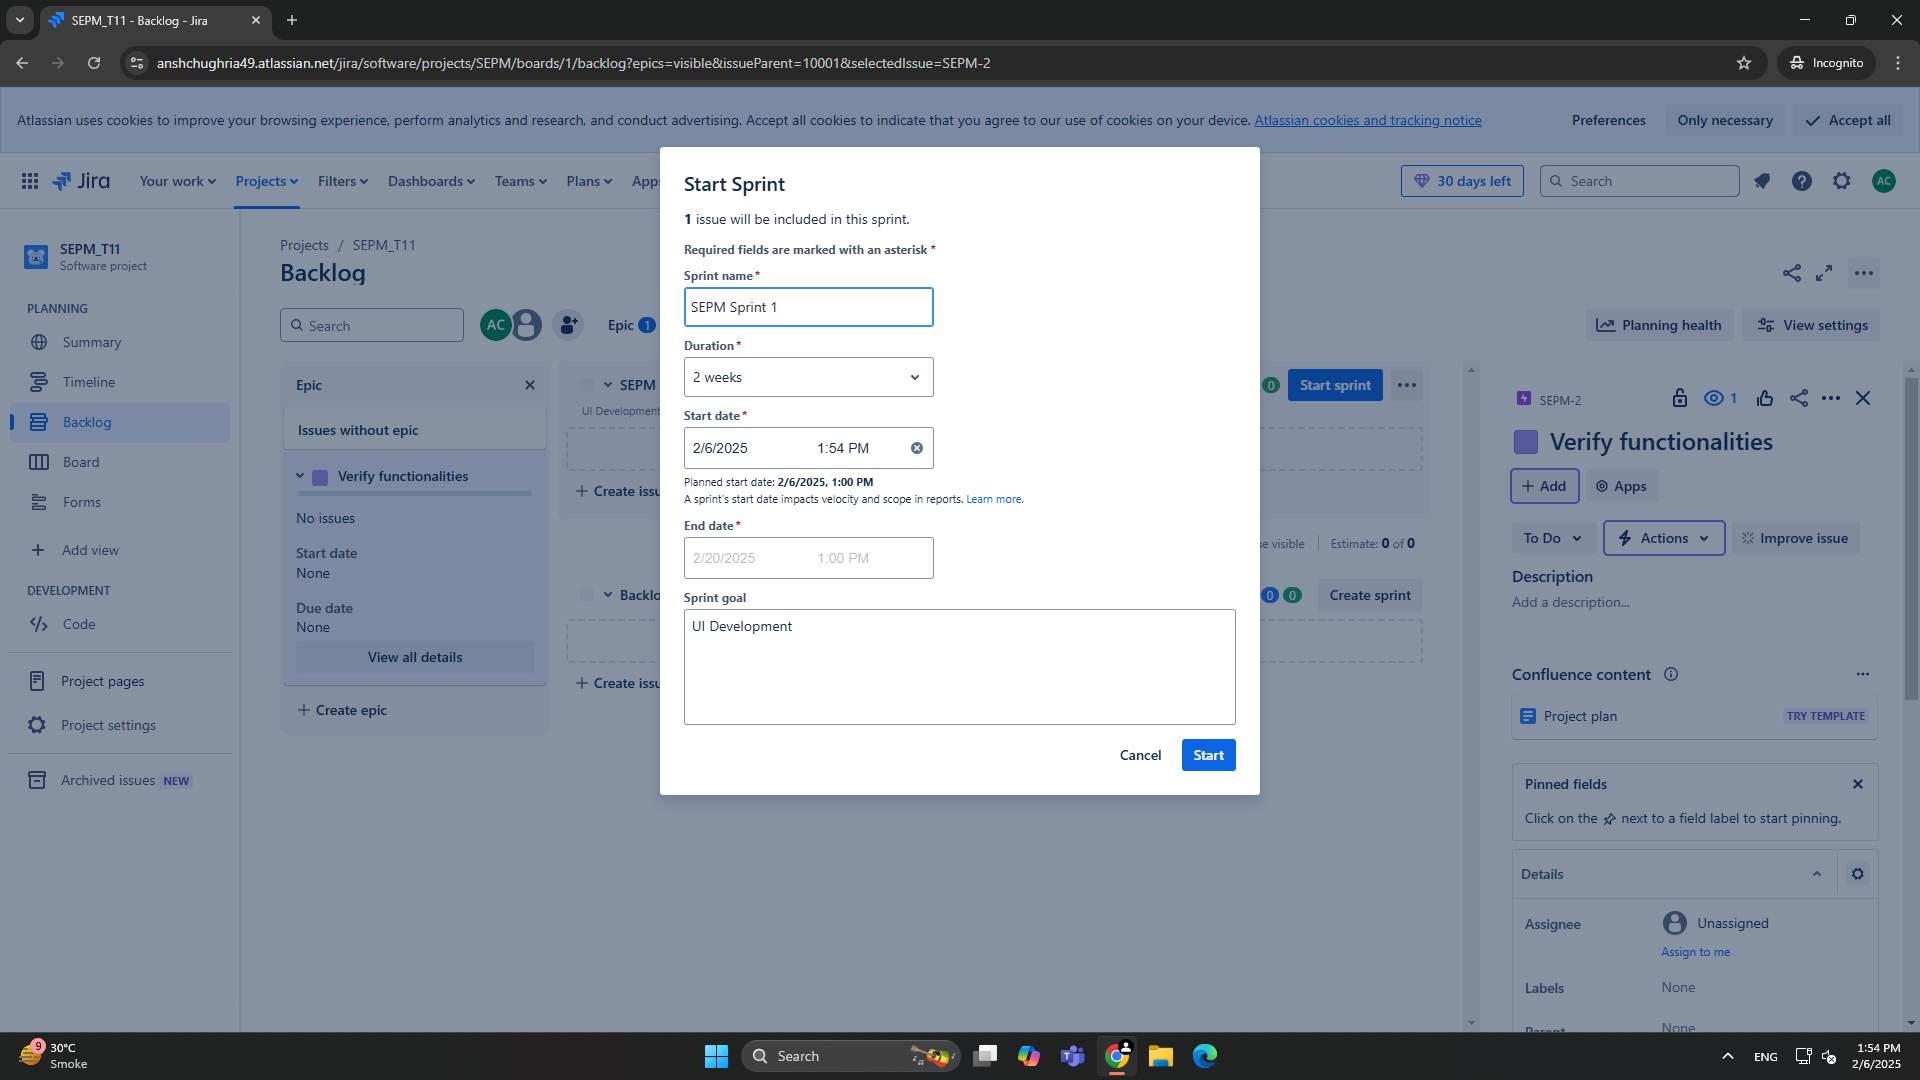 SEPM_T11 - Backlog - Jira
anshchughria49.atlassian.net/jira/software/projects/SEPM/boards/1/backlog?epics=visible&issueParent=10001&selectedIssue=SEPM-2
Incognito
Atlassian uses cookies to improve your browsing experience, perform analytics and research, and conduct advertising. Accept all cookies to indicate that you agree to our use of cookies on your device. Atlassian cookies and tracking notice
Preferences
Only necessary
Accept all
Jira
Your work
Projects
Filters
Dashboards
Teams
Plans
Apps
30 days left
Search
AC
SEPM_T11
Software project
PLANNING
Summary
Timeline
Backlog
Board
Forms
Add view
DEVELOPMENT
Code
Project pages
Project settings
Archived issues NEW
Projects / SEPM_T11
Backlog
Search
AC
Epic 1
Planning health
View settings
Epic
Issues without epic
Verify functionalities
No issues
Start date
None
Due date
None
View all details
+ Create epic
SEPM
UI Development
0
Start sprint
+ Create issu
e visible
Estimate: 0 of 0
Backlo
0 0
Create sprint
+ Create issu
Start Sprint
1 issue will be included in this sprint.
Required fields are marked with an asterisk *
Sprint name *
SEPM Sprint 1
Duration *
2 weeks
Start date *
2/6/2025 1:54 PM
Planned start date: 2/6/2025, 1:00 PM
A sprint's start date impacts velocity and scope in reports. Learn more.
End date *
2/20/2025 1:00 PM
Sprint goal
UI Development
Cancel
Start
SEPM-2
1
Verify functionalities
+ Add
Apps
To Do
Actions
Improve issue
Description
Add a description...
Confluence content
Project plan
TRY TEMPLATE
Pinned fields
Click on the next to a field label to start pinning.
Details
Assignee
Unassigned
Assign to me
Labels
None
Parent
None
9
30°C
Smoke
Search
ENG
1:54 PM
2/6/2025